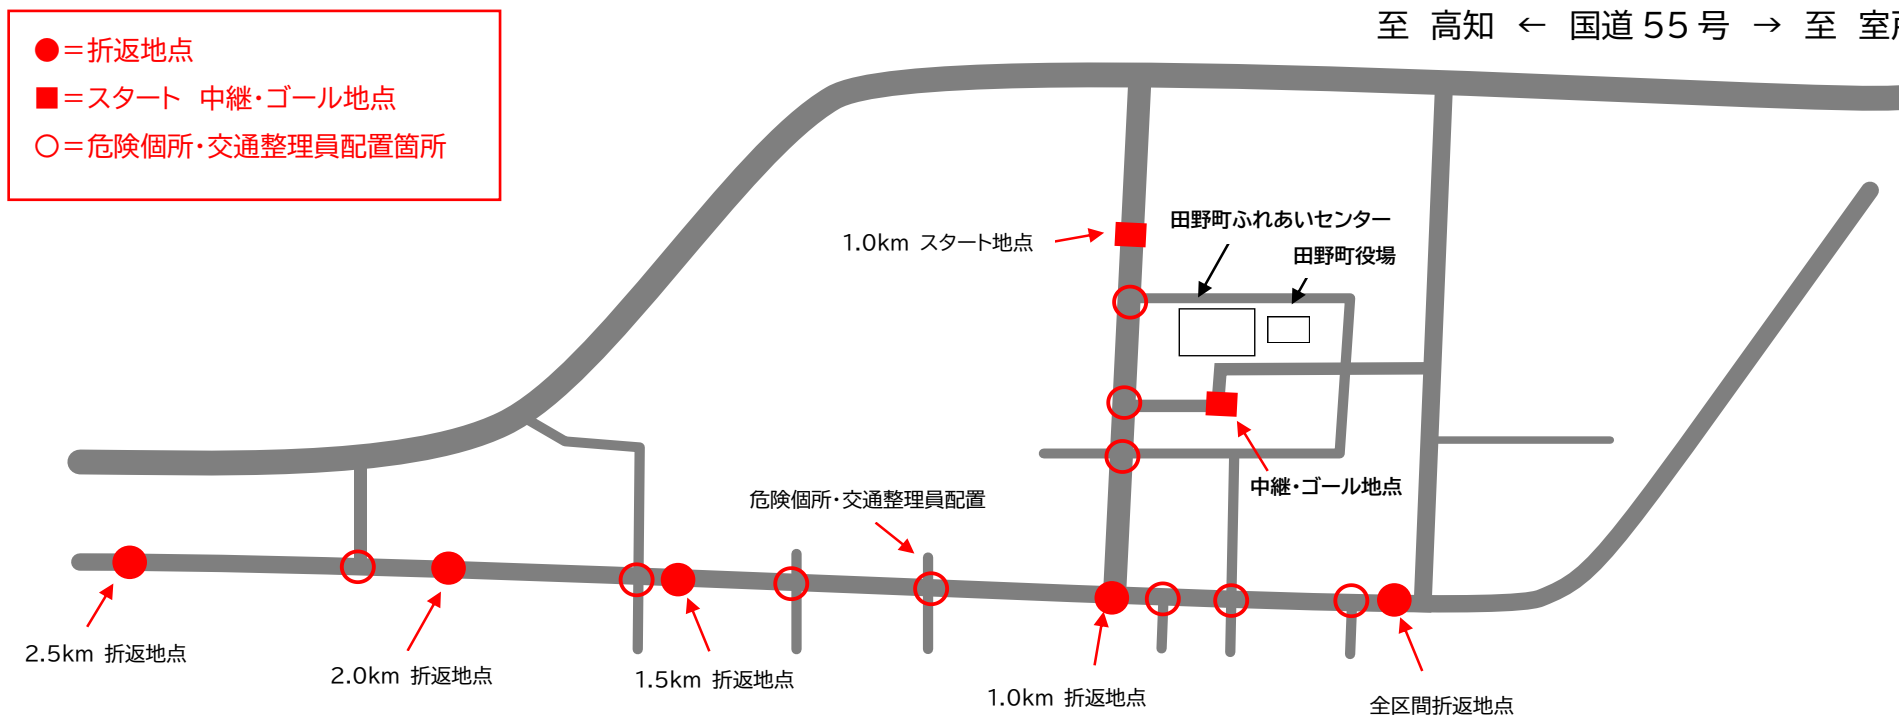 至 高知 ← 国道55号 → 至 室
●=折返地点
■=スタート 中継・ゴール地点
○=危険個所・交通整理員配置箇所
田野町ふれあいセンター
1.0km スタート地点
田野町役場
中継・ゴール地点
危険個所・交通整理員配置
2.5km 折返地点
2.0km 折返地点
1.5km 折返地点
1.0km 折返地点
全区間折返地点